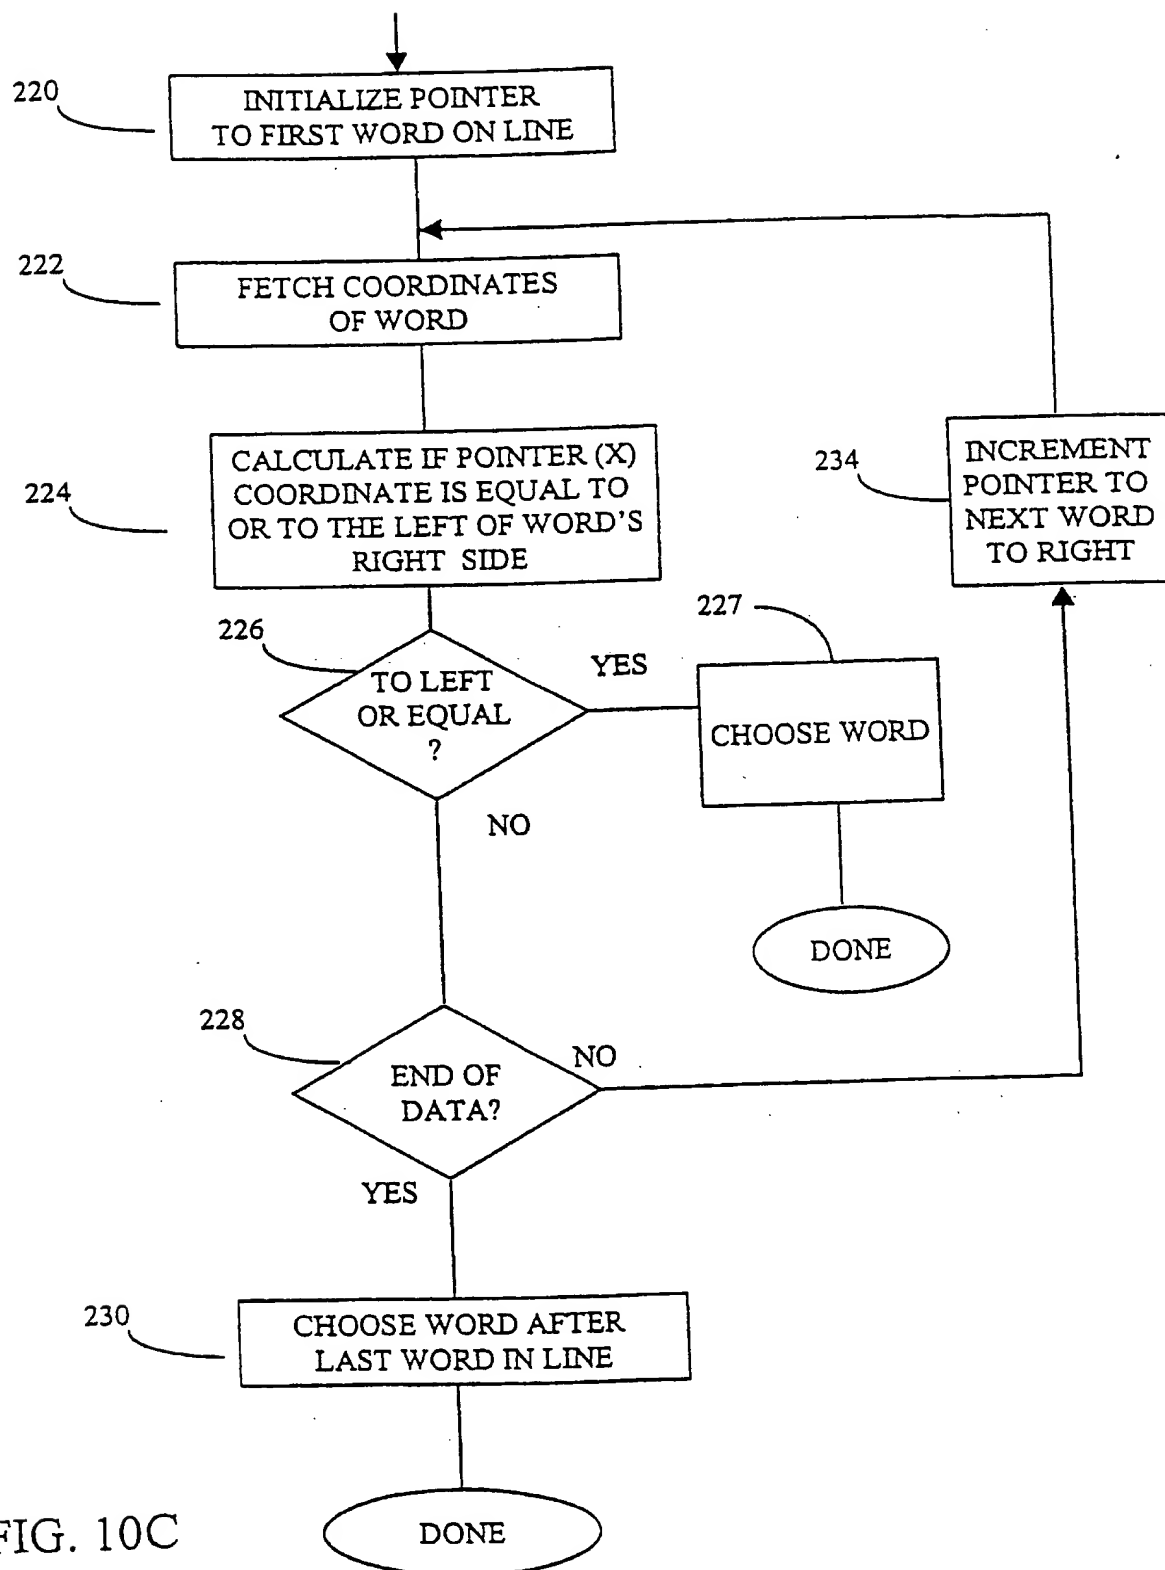 220
INITIALIZE POINTER
TO FIRST WORD ON LINE
222
FETCH COORDINATES
OF WORD
224
CALCULATE IF POINTER (X)
COORDINATE IS EQUAL TO
OR TO THE LEFT OF WORD'S
RIGHT SIDE
234
INCREMENT
POINTER TO
NEXT WORD
TO RIGHT
226
TO LEFT
OR EQUAL
?
YES
227
CHOOSE WORD
NO
DONE
228
END OF
DATA?
NO
YES
230
CHOOSE WORD AFTER
LAST WORD IN LINE
DONE
FIG. 10C